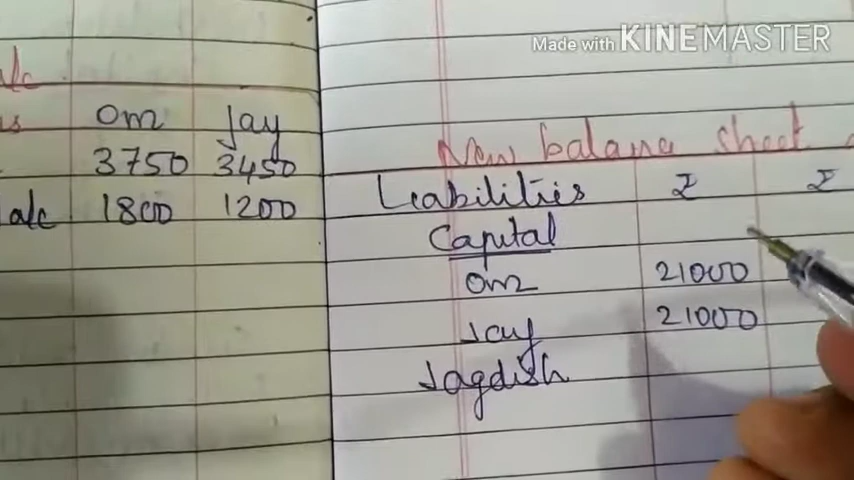 Made with KINEMASTER
a/c
Om Jay
3750 3450
a/c 1800 1200
New balance sheet
Liabilities ₹ ₹
Capital
Om 21000
Jay 21000
Jagdish